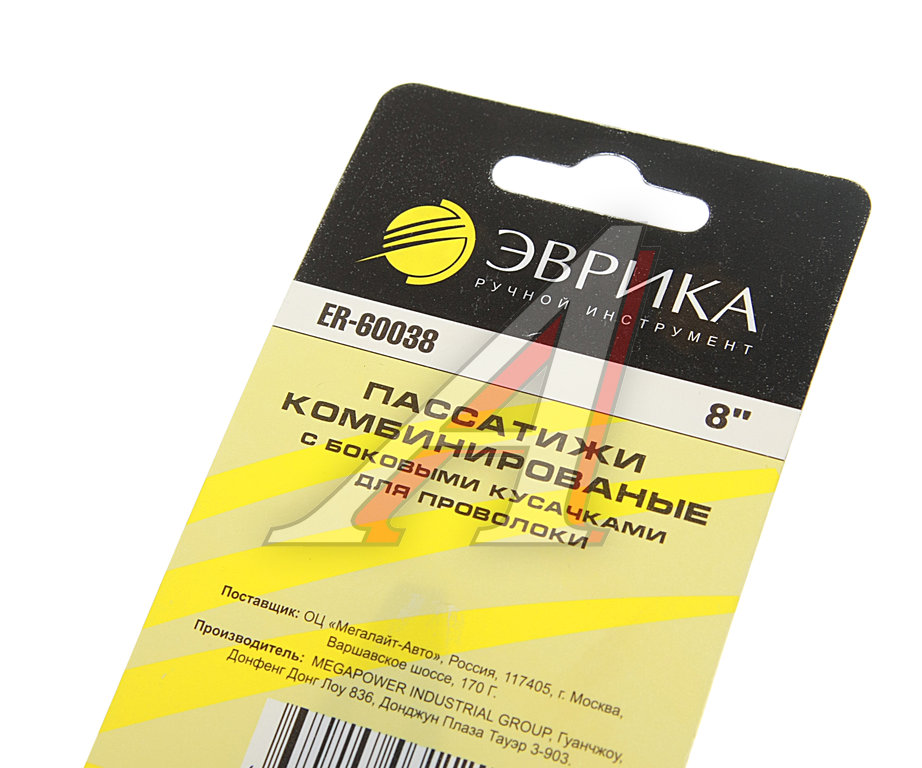 ЭВРИКА
РУЧНОЙ ИНСТРУМЕНТ
ER-60038
8"
ПАССАТИЖИ
КОМБИНИРОВАНЫЕ
С БОКОВЫМИ КУСАЧКАМИ
ДЛЯ ПРОВОЛОКИ
Поставщик: ОЦ «Мегалайт-Авто», Россия, 117405, г. Москва,
Варшавское шоссе, 170 Г.
Производитель: MEGAPOWER INDUSTRIAL GROUP, Гуанчжоу,
Донфенг Донг Лоу 836, Донджун Плаза Тауэр 3-903.